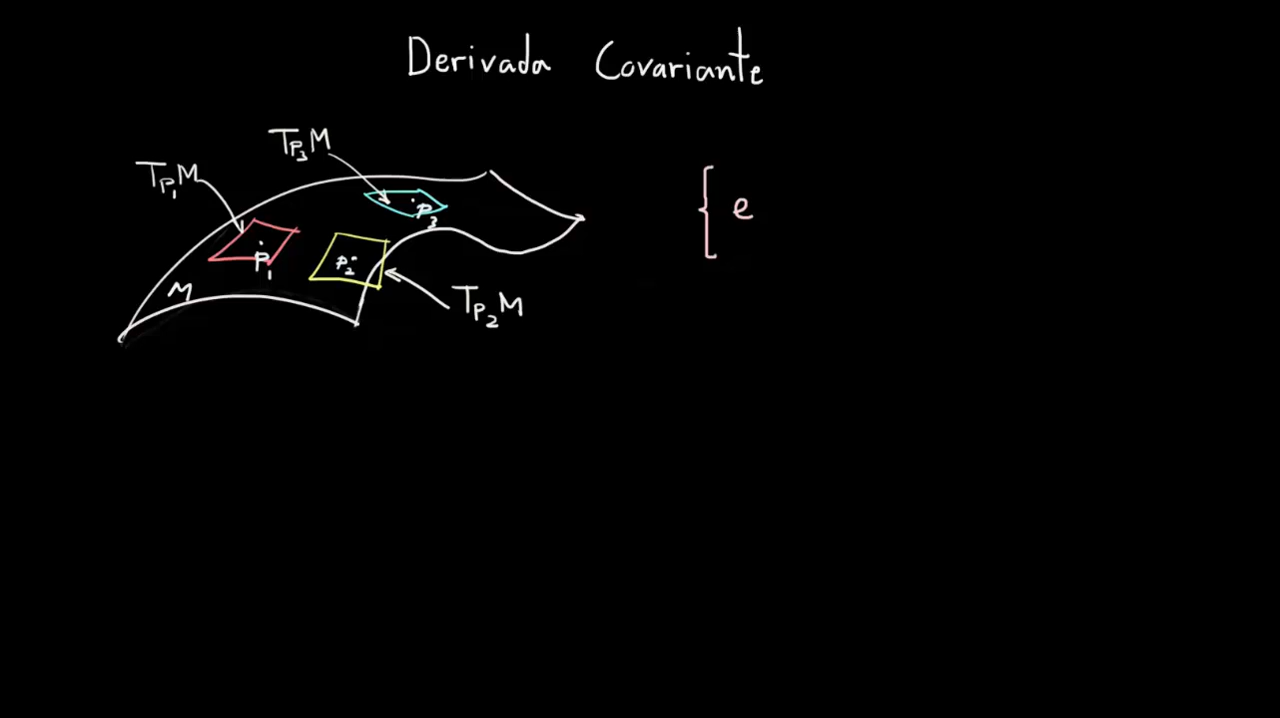 Derivada Covariante
Tp₃M
Tp₁M
p₃
{ e
p₁
p₂
M
Tp₂M